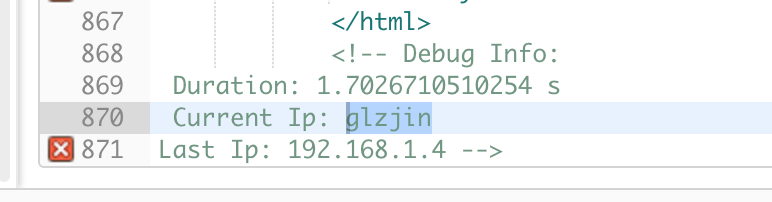 867 </html>
868 <!-- Debug Info:
869 Duration: 1.7026710510254 s
870 Current Ip: glzjin
871 Last Ip: 192.168.1.4 -->